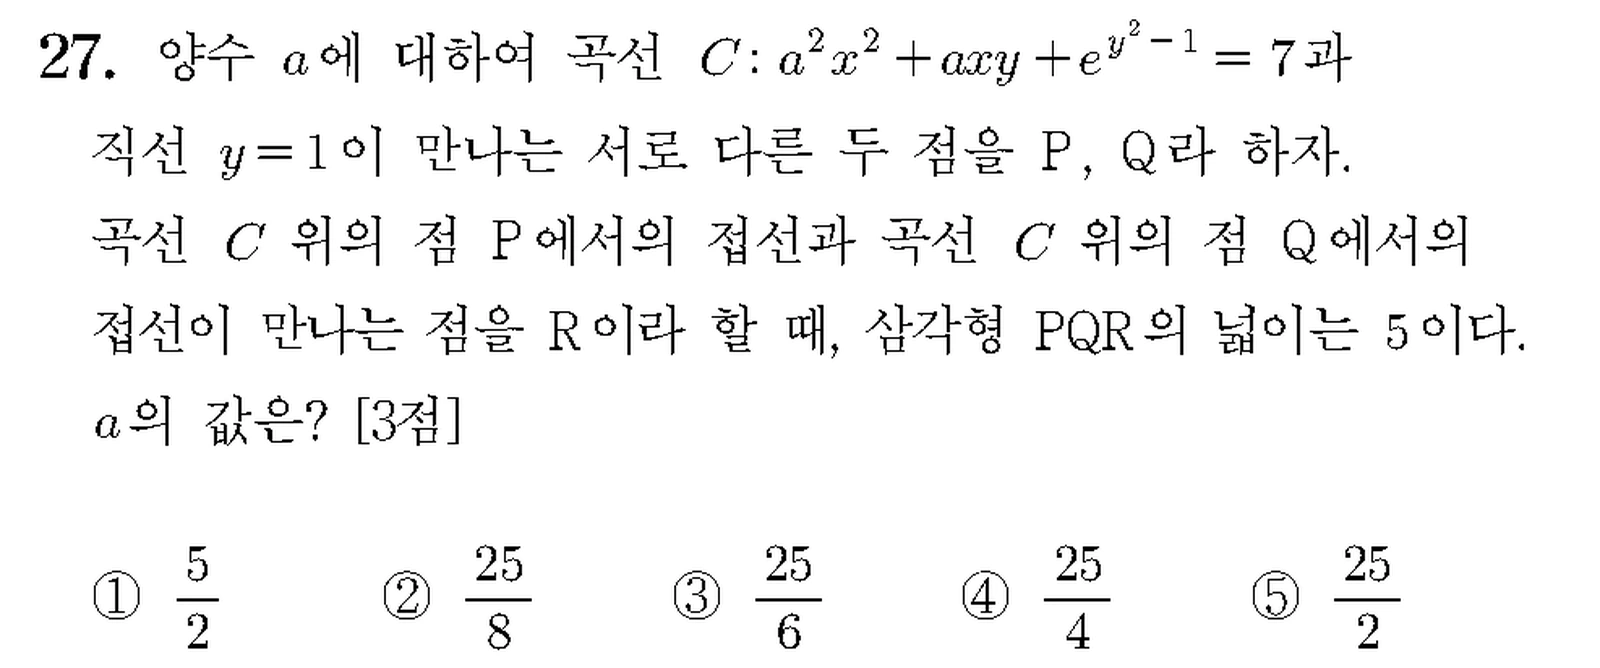 27. 양수 a에 대하여 곡선 C: a²x² + axy + e^{y²-1} = 7과
직선 y=1이 만나는 서로 다른 두 점을 P, Q라 하자.
곡선 C 위의 점 P에서의 접선과 곡선 C 위의 점 Q에서의
접선이 만나는 점을 R이라 할 때, 삼각형 PQR의 넓이는 5이다.
a의 값은? [3점]
① 5/2 ② 25/8 ③ 25/6 ④ 25/4 ⑤ 25/2